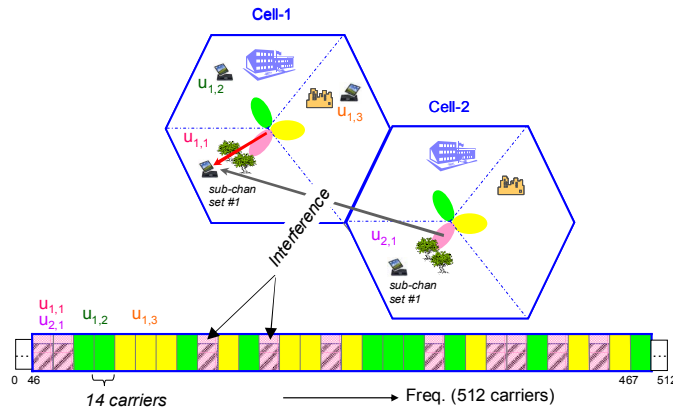 Cell-1
u1,2
u1,3
Cell-2
u1,1
sub-chan
set #1
Interference
u2,1
sub-chan
set #1
u1,1
u2,1
u1,2
u1,3
...
...
0 46
467 512
14 carriers
Freq. (512 carriers)